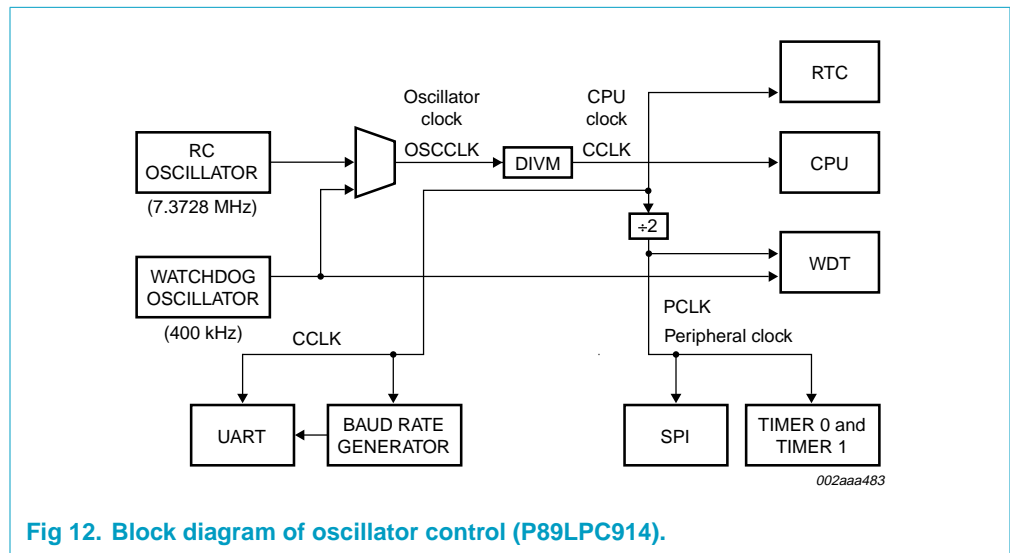 RTC
Oscillator
clock
CPU
clock
RC
OSCILLATOR
OSCCLK
DIVM
CCLK
CPU
(7.3728 MHz)
÷2
WATCHDOG
OSCILLATOR
WDT
(400 kHz)
PCLK
CCLK
Peripheral clock
UART
BAUD RATE
GENERATOR
SPI
TIMER 0 and
TIMER 1
002aaa483
Fig 12. Block diagram of oscillator control (P89LPC914).